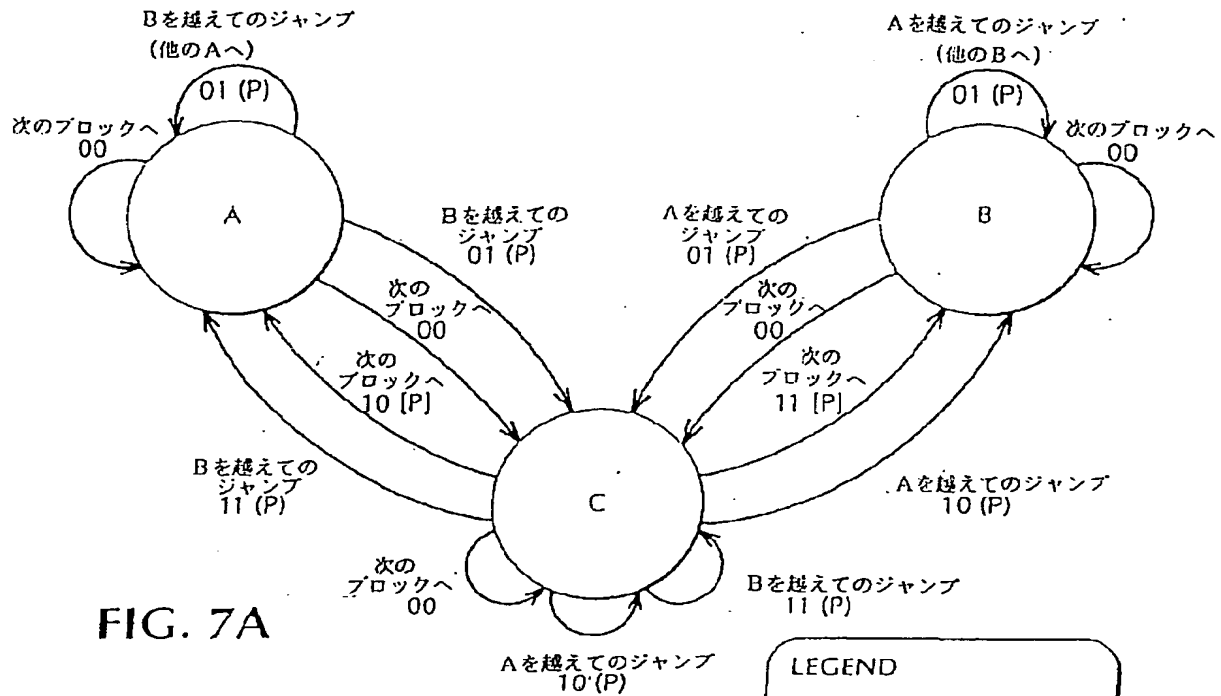 Bを越えてのジャンプ
(他のAへ)
01 (P)
次のブロックへ
00
A
Aを越えてのジャンプ
(他のBへ)
01 (P)
次のブロックへ
00
B
Bを越えての
ジャンプ
01 (P)
次の
ブロックへ
00
次の
ブロックへ
10 [P]
Bを越えての
ジャンプ
11 (P)
Aを越えての
ジャンプ
01 (P)
次の
ブロックへ
00
次の
ブロックへ
11 [P]
Aを越えてのジャンプ
10 (P)
C
次の
ブロックへ
00
Bを越えてのジャンプ
11 (P)
Aを越えてのジャンプ
10 (P)
FIG. 7A
LEGEND